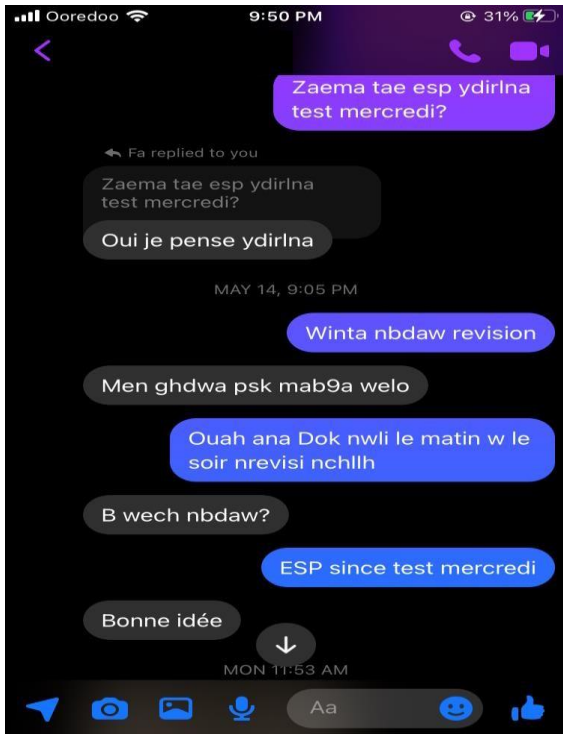 Ooredoo 9:50 PM 31%
Zaema tae esp ydirlna
test mercredi?
Fa replied to you
Zaema tae esp ydirlna
test mercredi?
Oui je pense ydirlna
MAY 14, 9:05 PM
Winta nbdaw revision
Men ghdwa psk mab9a welo
Ouah ana Dok nwli le matin w le
soir nrevisi nchllh
B wech nbdaw?
ESP since test mercredi
Bonne idée
MON 11:53 AM
Aa